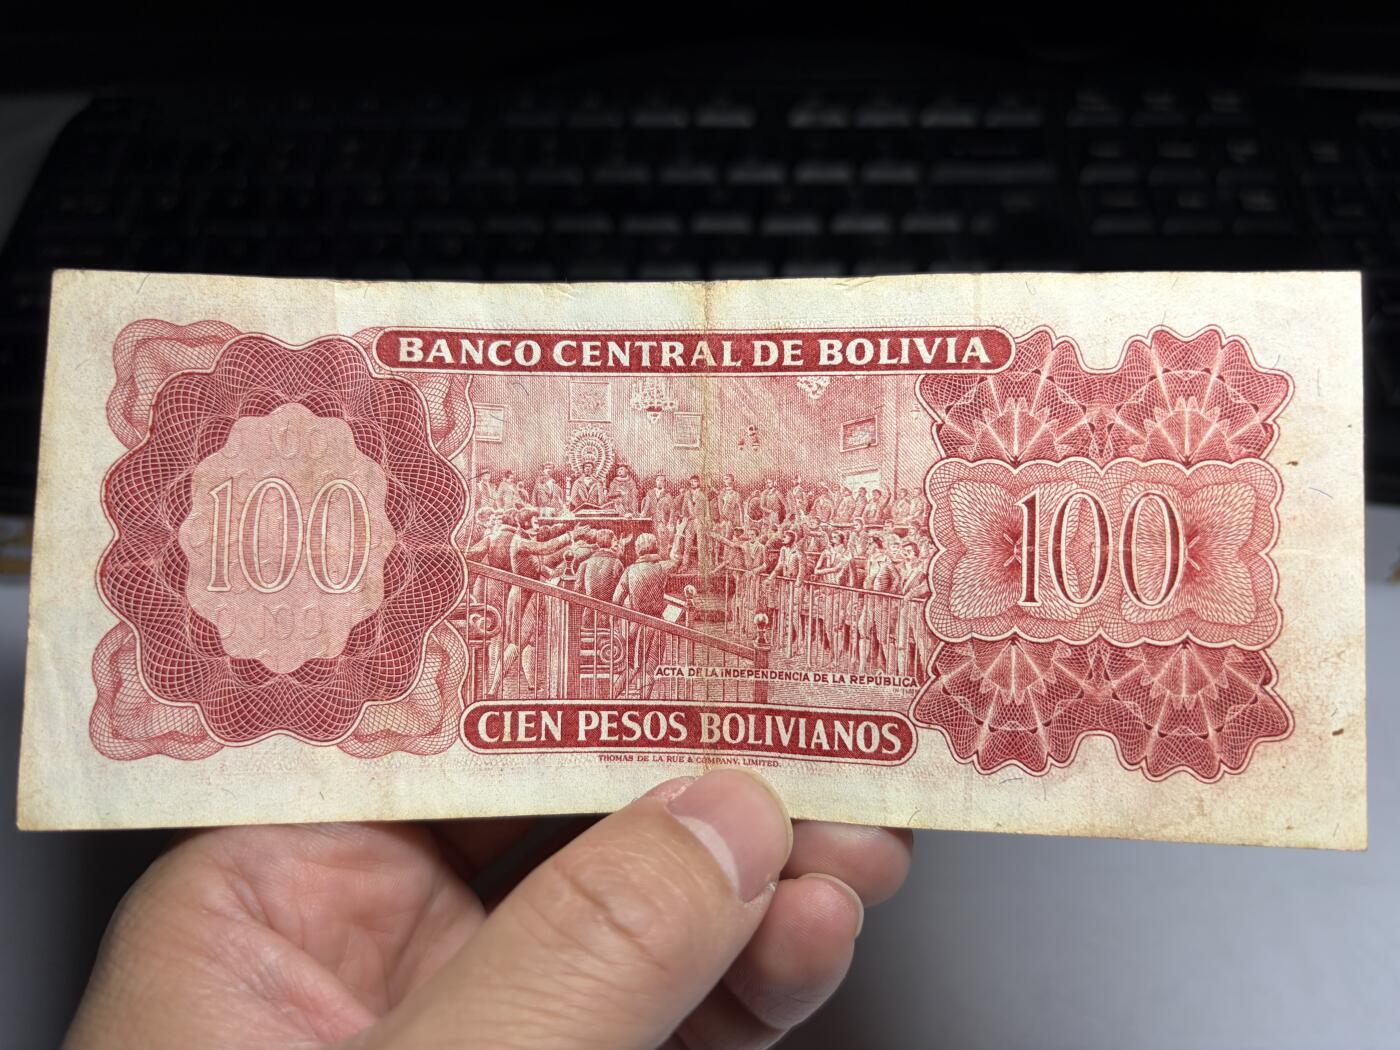 BANCO CENTRAL DE BOLIVIA
100
100
ACTA DE LA INDEPENDENCIA DE LA REPÚBLICA
CIEN PESOS BOLIVIANOS
THOMAS DE LA RUE & COMPANY, LIMITED.